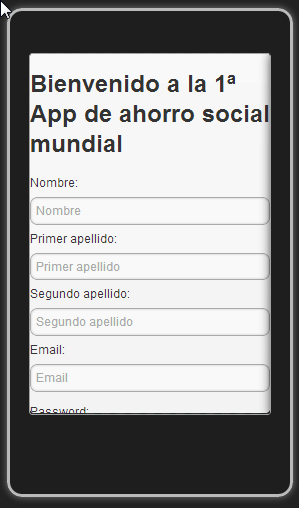 Bienvenido a la 1ª
App de ahorro social
mundial
Nombre:
Nombre
Primer apellido:
Primer apellido
Segundo apellido:
Segundo apellido
Email:
Email
Password: